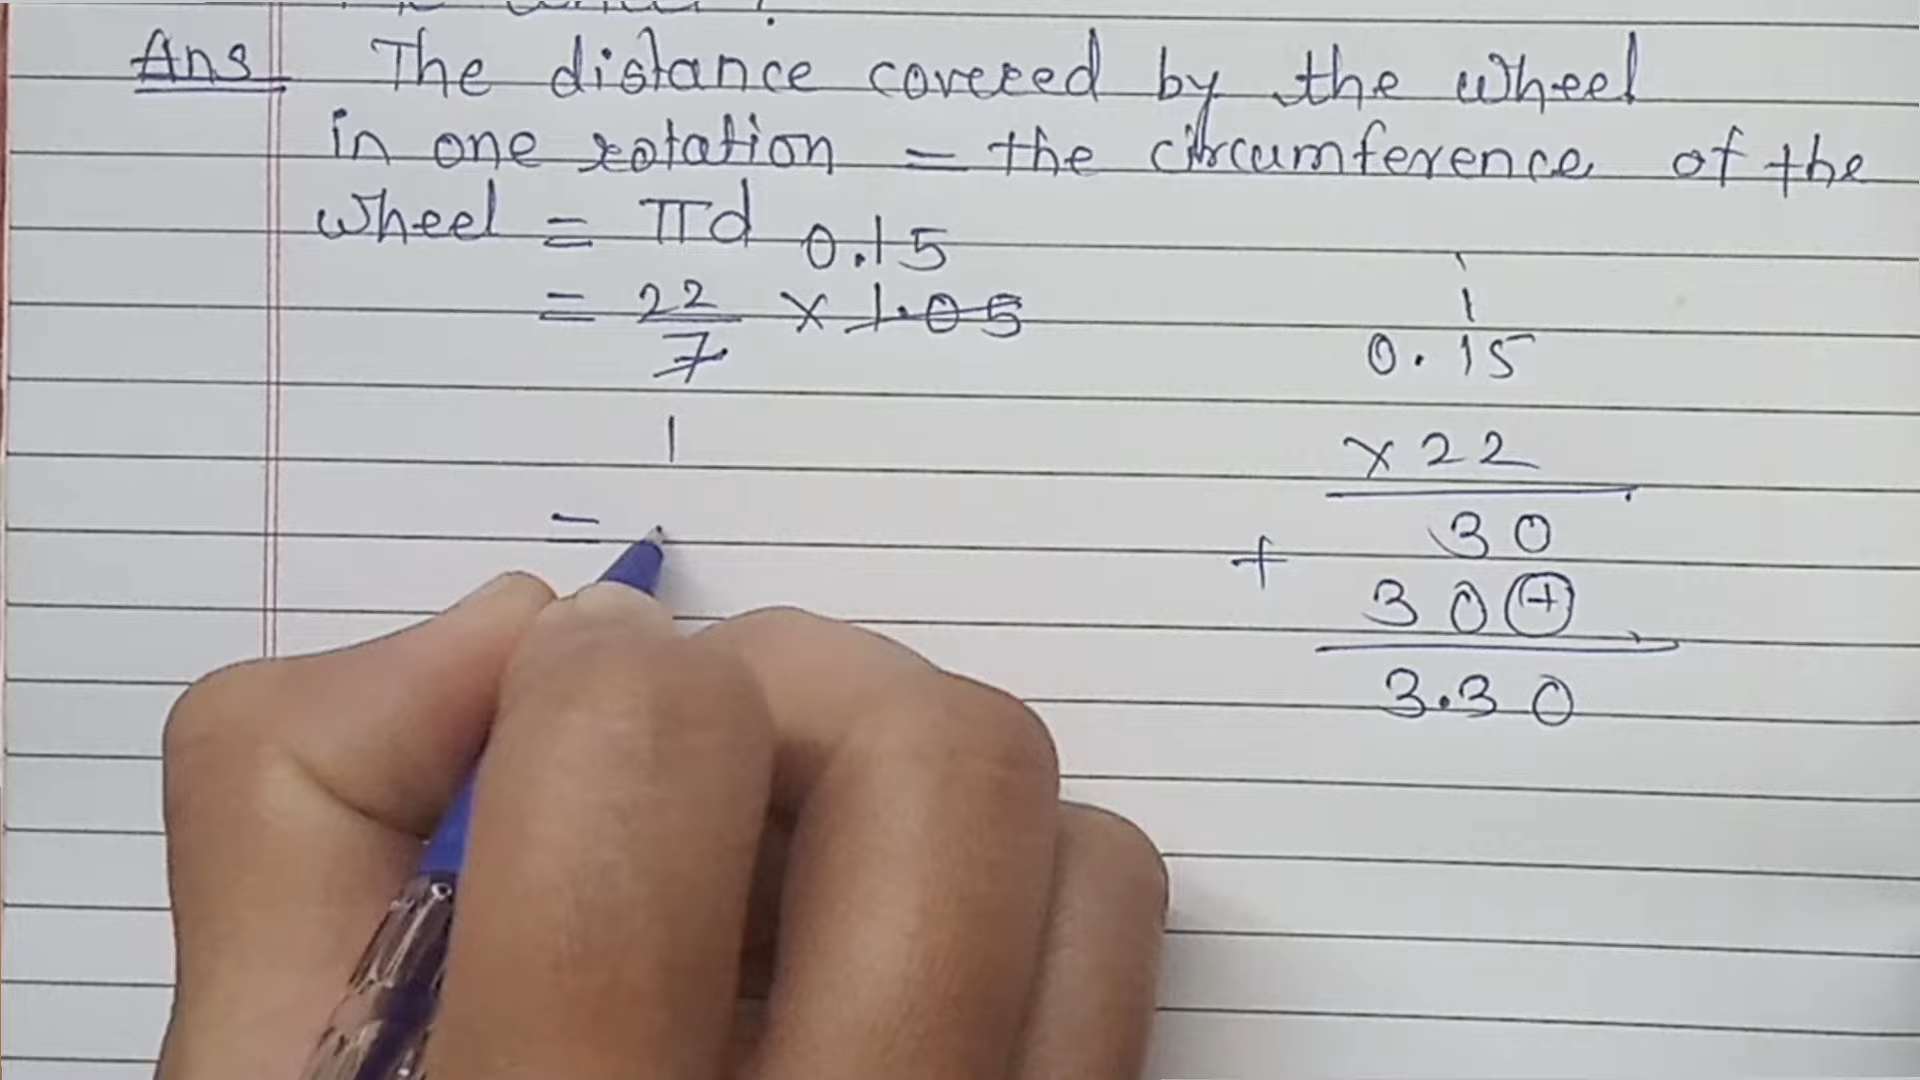 Ans The distance covered by the wheel
in one rotation = the circumference of the
wheel = πd
0.15
= 22/7 × 1.05
1
=
1
0.15
× 22
30
+ 30+
3.30